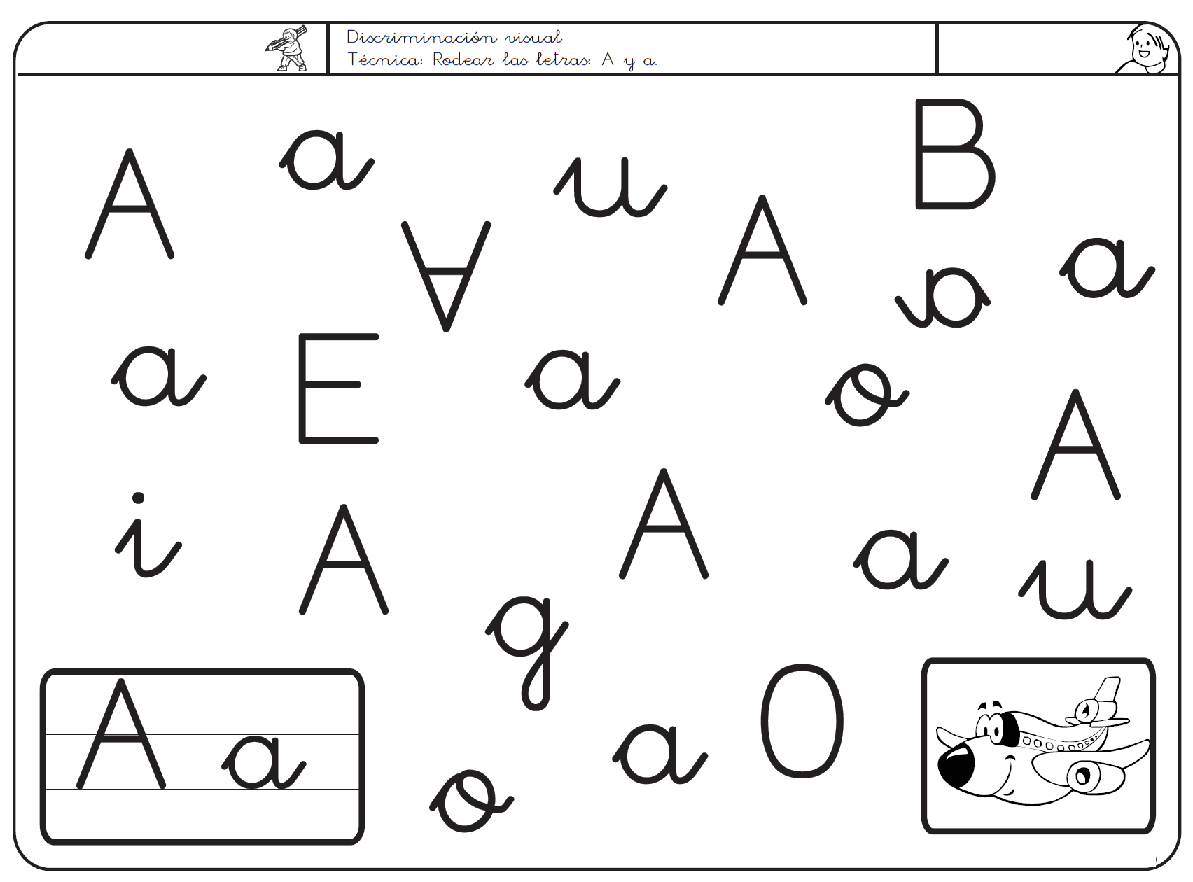 Discriminación visual
Técnica: Rodear las letras: A y a.
a B
A u
A a
∀ a
a E a o
A
i A A
a u
g
A a O
o a